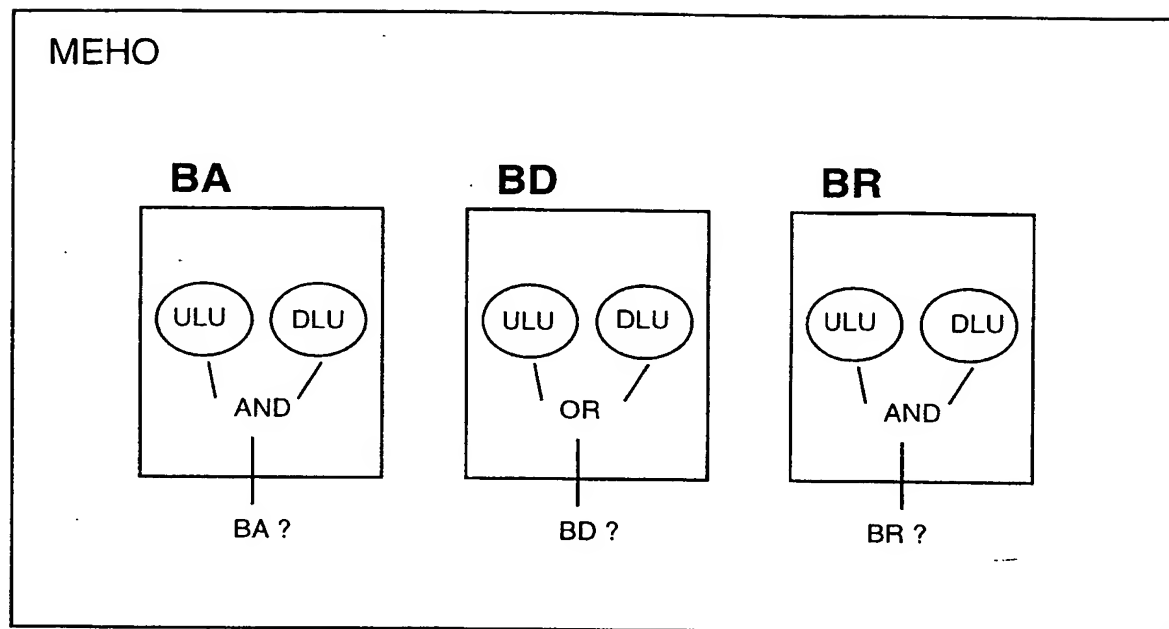 MEHO
BA BD BR
ULU DLU ULU DLU ULU DLU
AND OR AND
BA ? BD ? BR ?